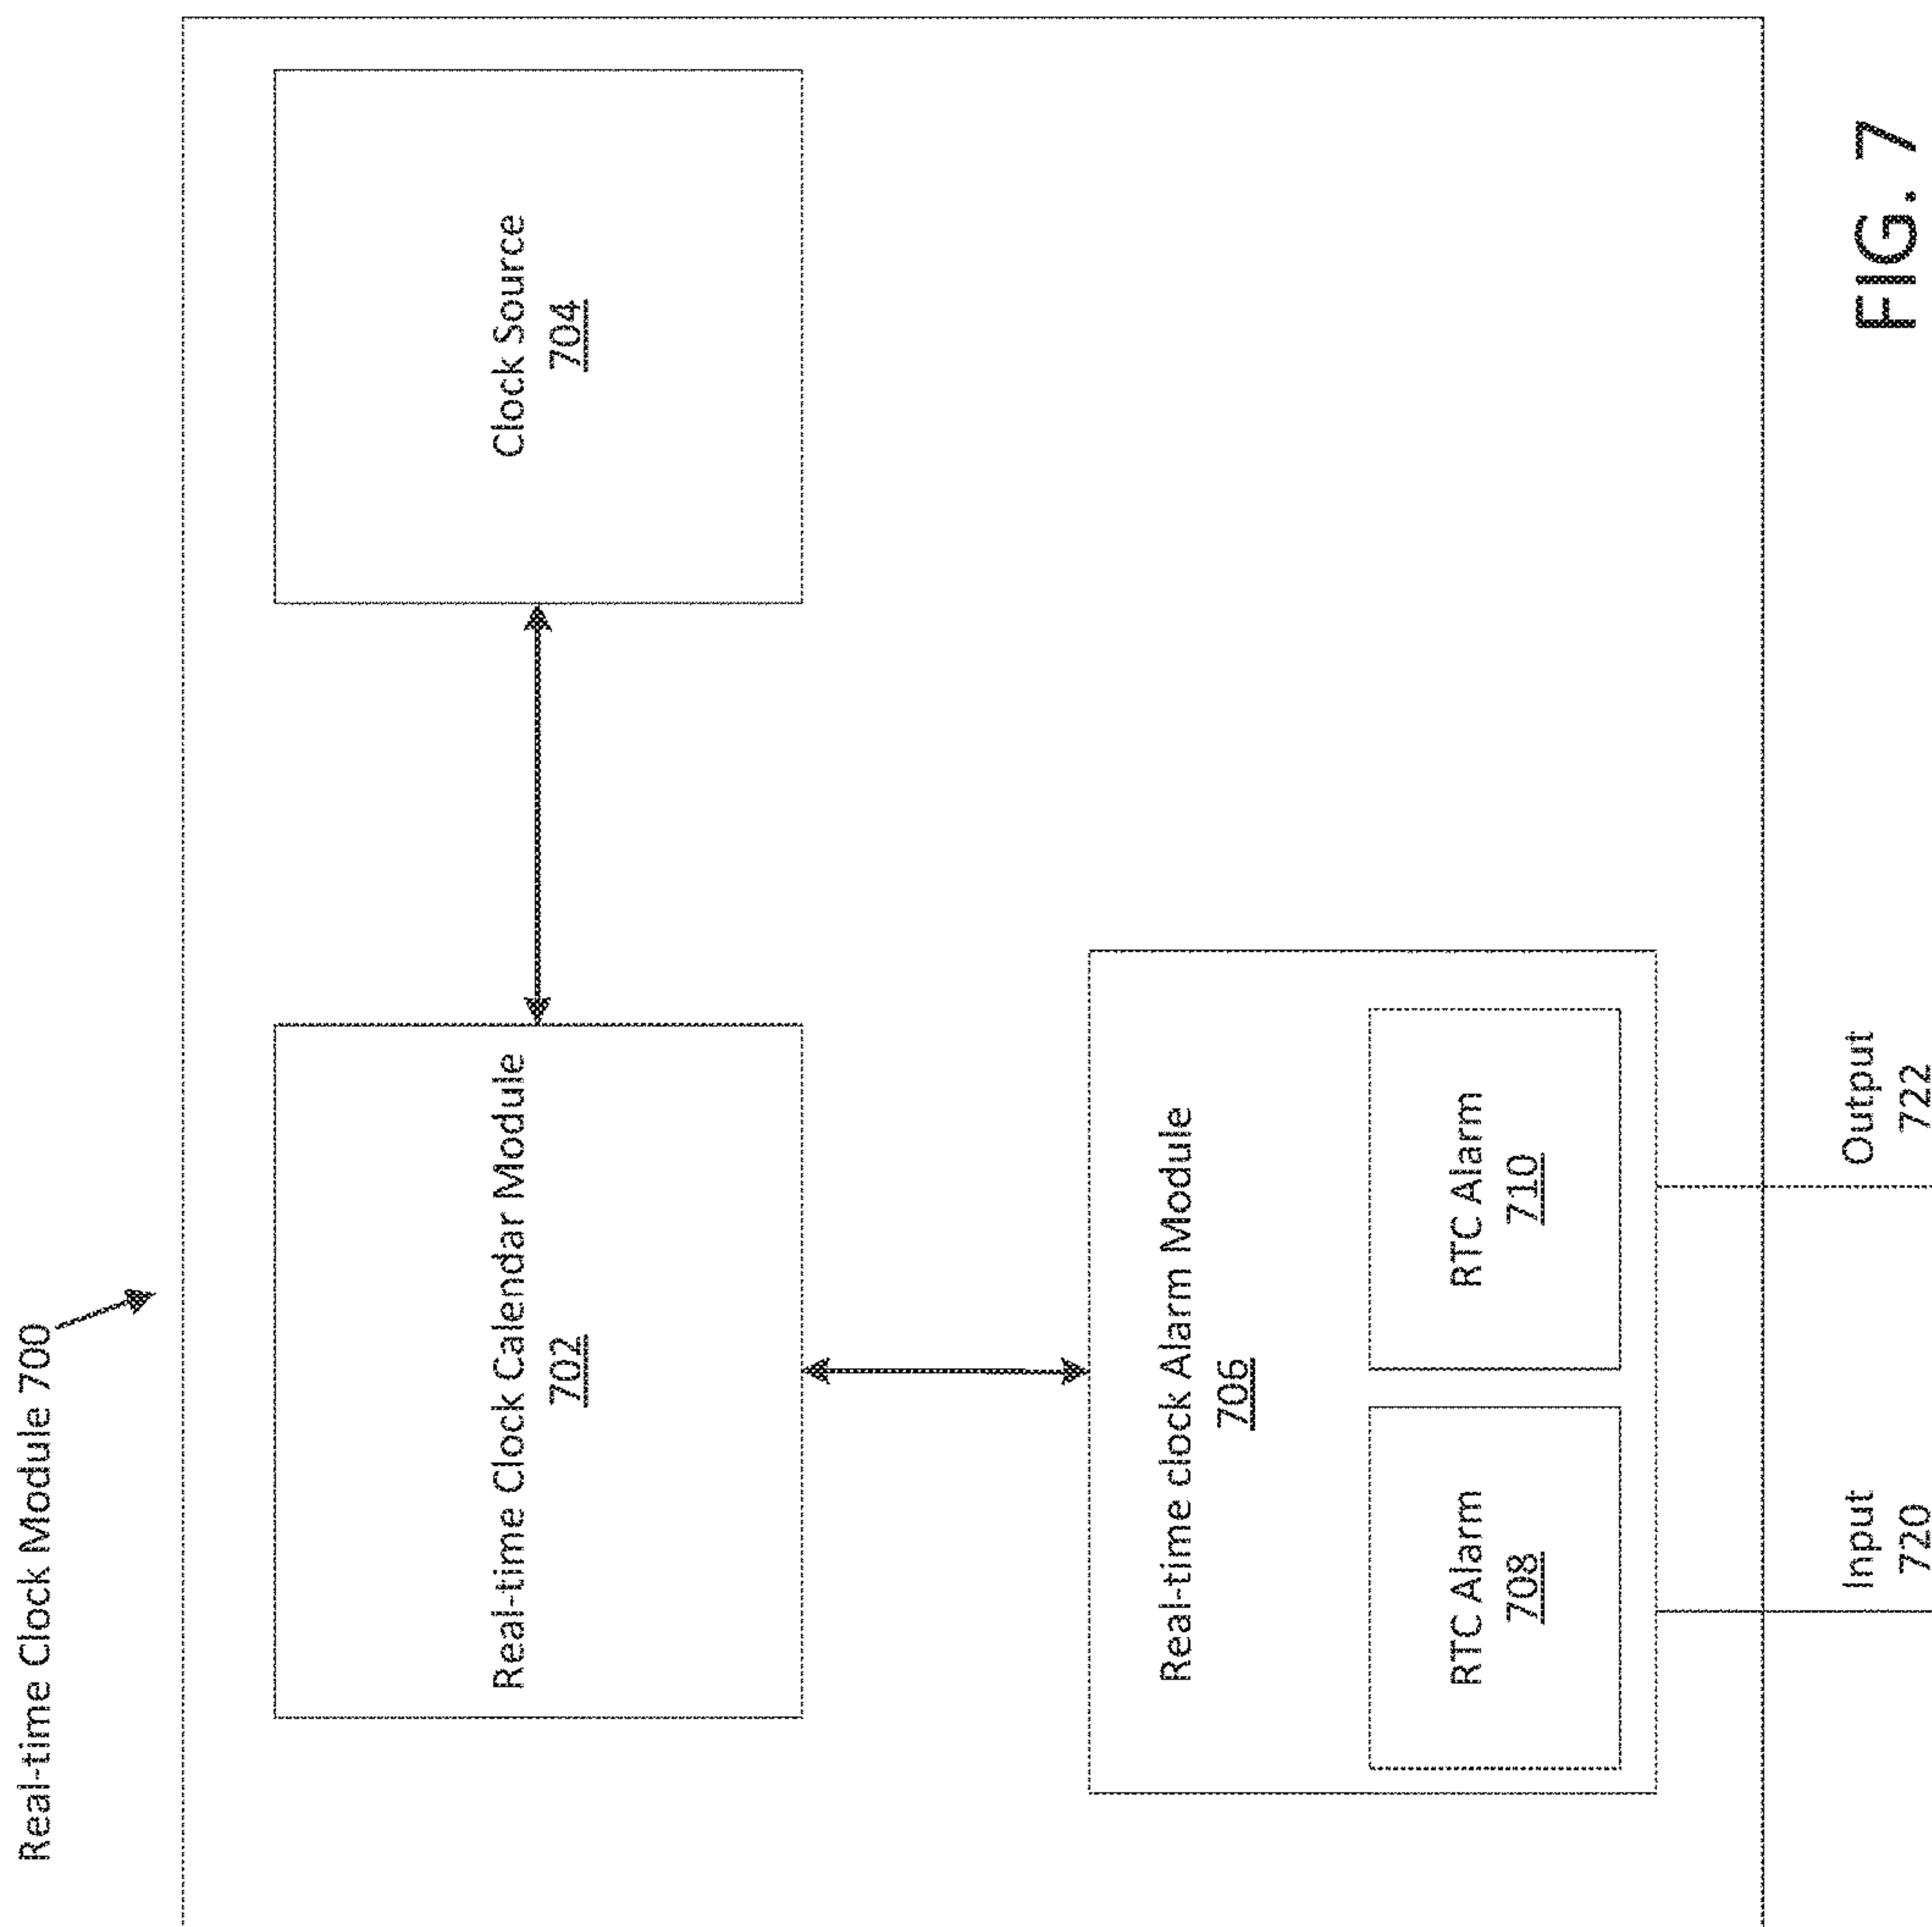 Real-time Clock Module 700
Real-time Clock Calendar Module
702
Clock Source
704
Real-time clock Alarm Module
706
RTC Alarm
708
RTC Alarm
710
Input
720
Output
722
FIG. 7